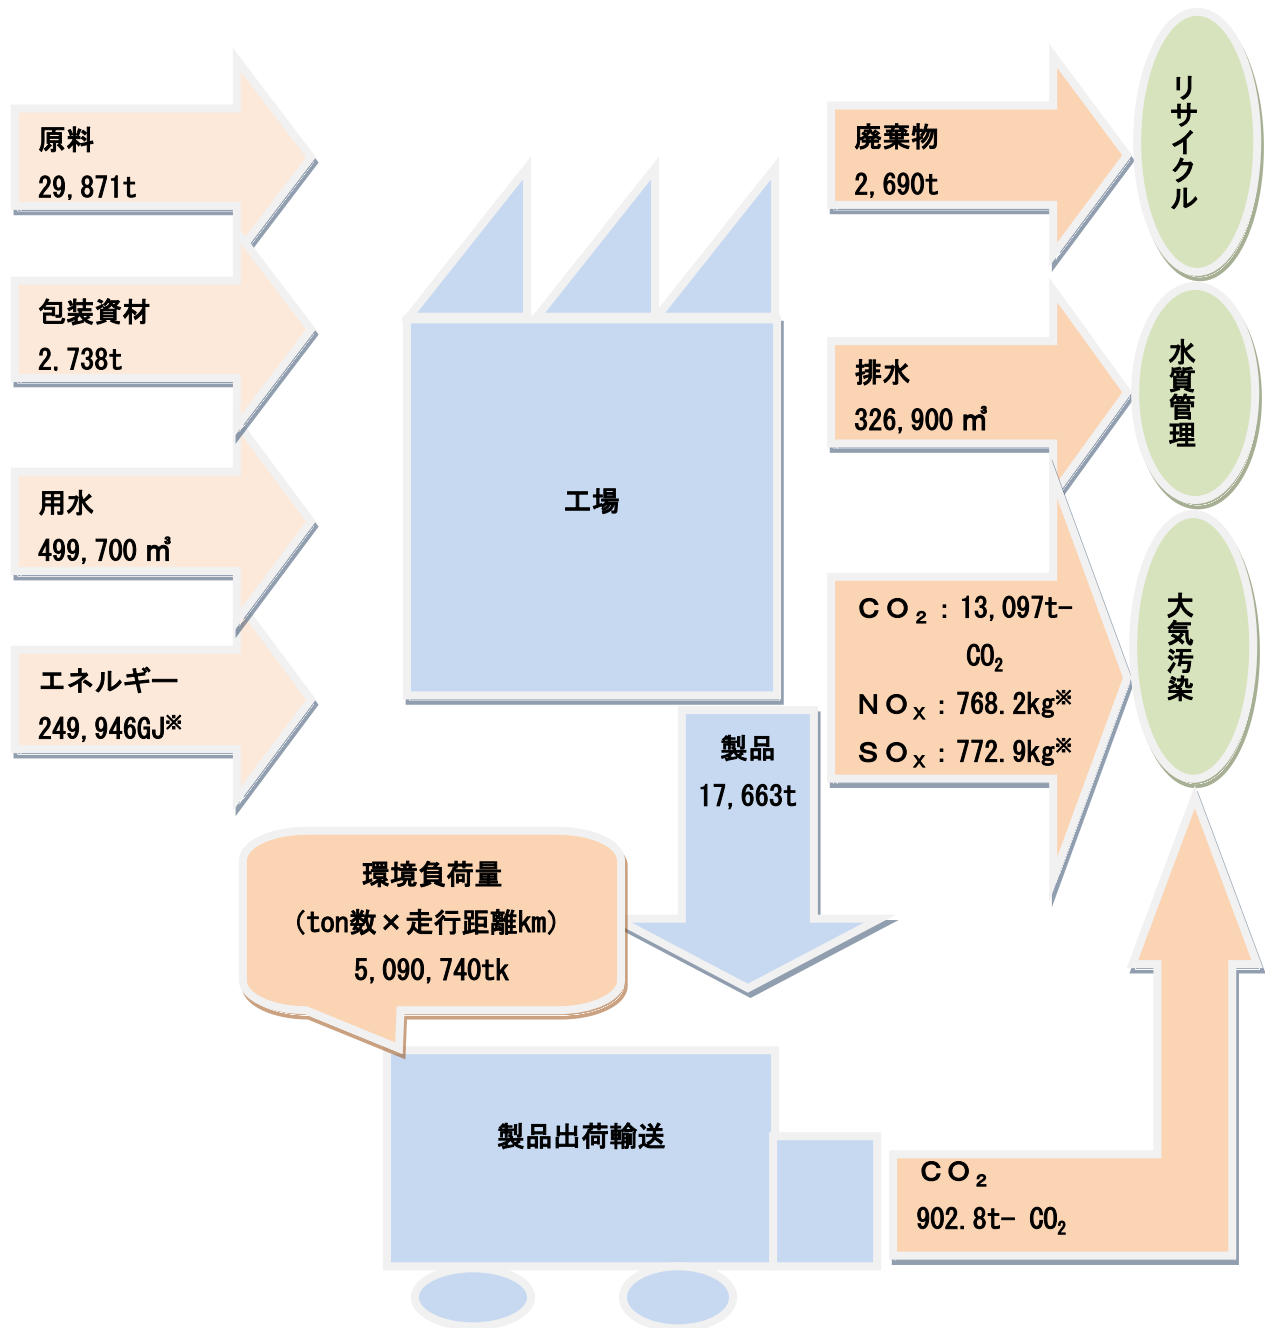 原料
29,871t
包装資材
2,738t
用水
499,700 ㎥
エネルギー
249,946GJ※
工場
廃棄物
2,690t
リサイクル
排水
326,900 ㎥
水質管理
ＣＯ₂：13,097t-
CO₂
ＮＯₓ：768.2kg※
ＳＯₓ：772.9kg※
大気汚染
製品
17,663t
環境負荷量
(ton数×走行距離km)
5,090,740tk
製品出荷輸送
ＣＯ₂
902.8t- CO₂